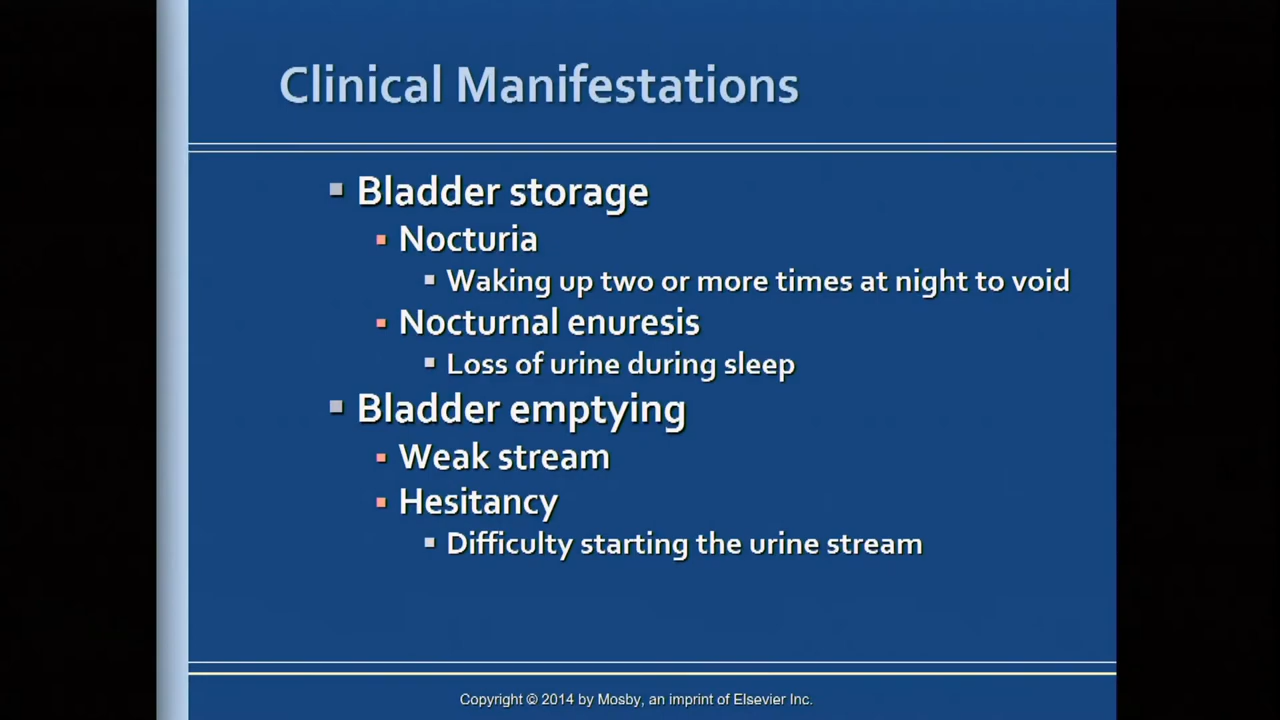 Clinical Manifestations
Bladder storage
Nocturia
Waking up two or more times at night to void
Nocturnal enuresis
Loss of urine during sleep
Bladder emptying
Weak stream
Hesitancy
Difficulty starting the urine stream
Copyright © 2014 by Mosby, an imprint of Elsevier Inc.